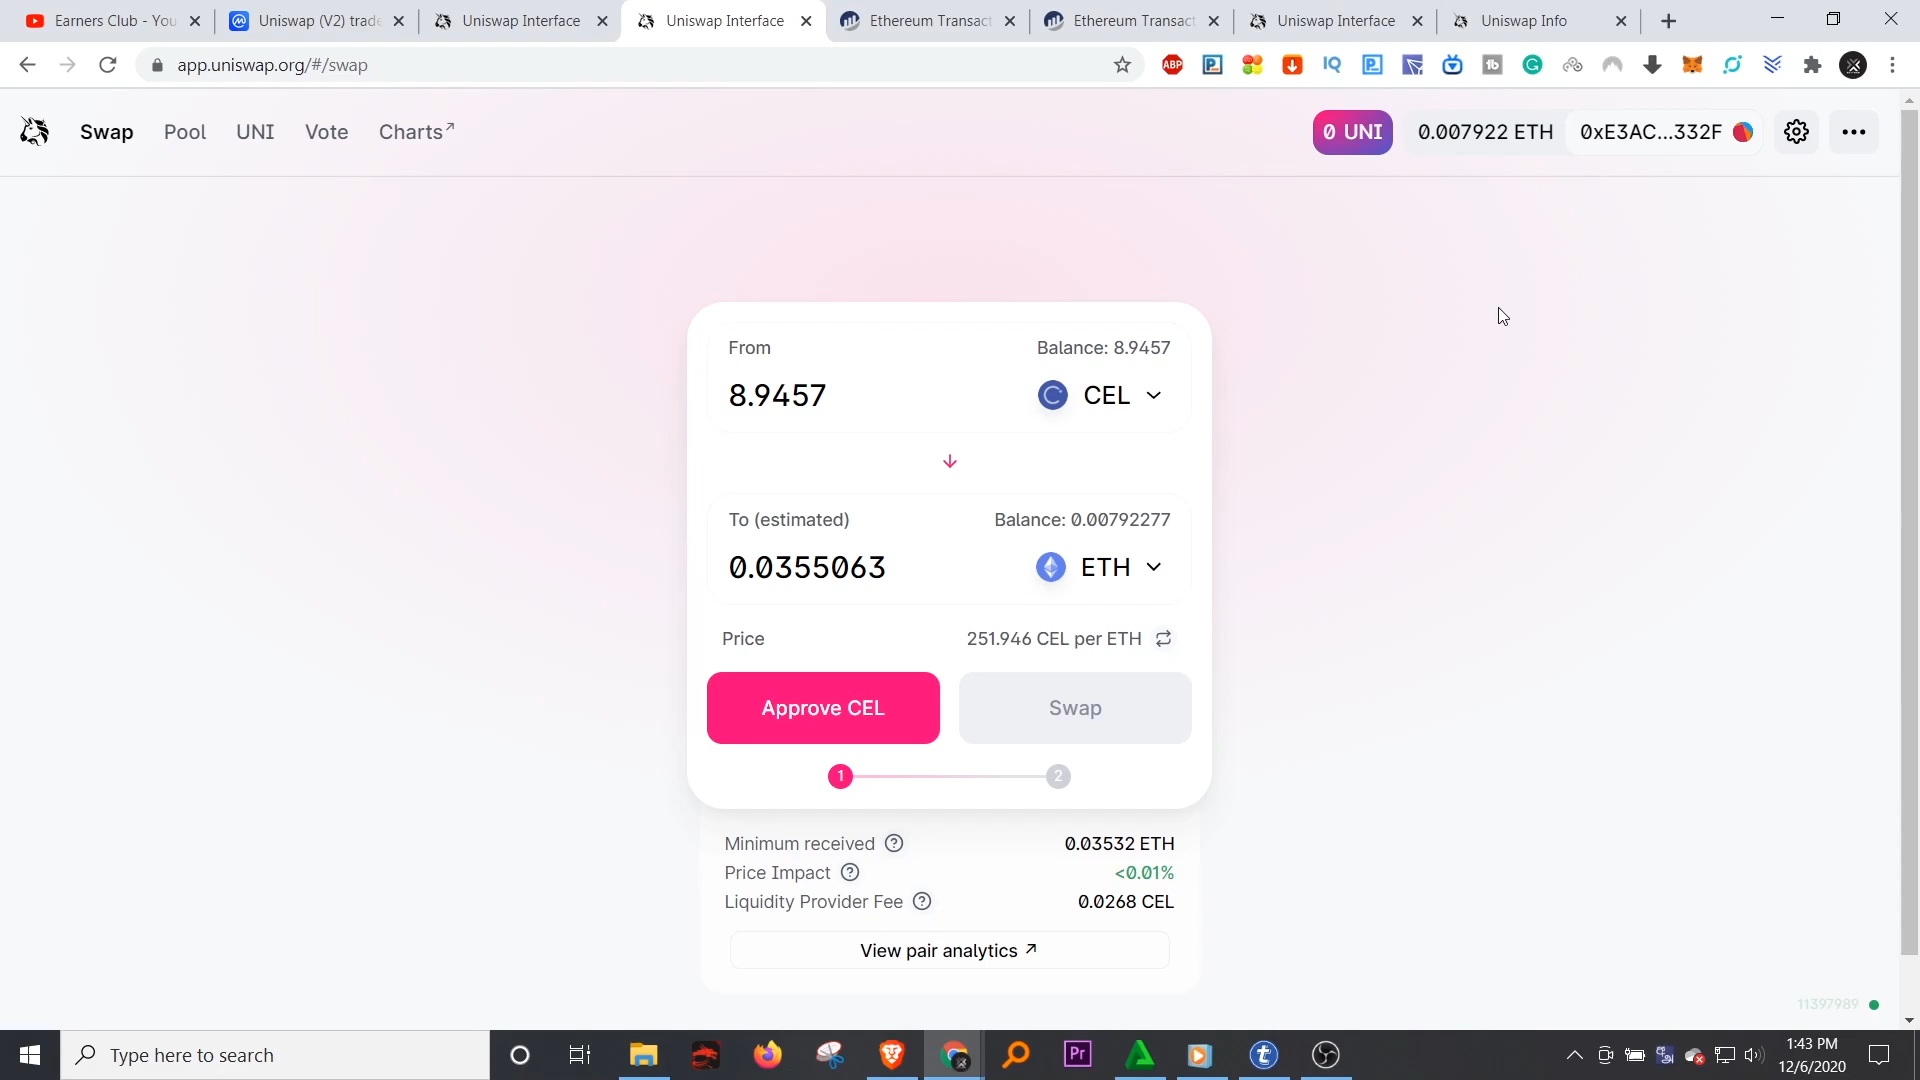 Earners Club - You
Uniswap (V2) trade
Uniswap Interface
Uniswap Interface
Ethereum Transact
Ethereum Transact
Uniswap Interface
Uniswap Info
app.uniswap.org/#/swap
Swap
Pool
UNI
Vote
Charts↗
0 UNI
0.007922 ETH
0xE3AC...332F
From
Balance: 8.9457
8.9457
CEL
To (estimated)
Balance: 0.00792277
0.0355063
ETH
Price
251.946 CEL per ETH
Approve CEL
Swap
1
2
Minimum received
0.03532 ETH
Price Impact
<0.01%
Liquidity Provider Fee
0.0268 CEL
View pair analytics ↗
11397989
Type here to search
1:43 PM
12/6/2020